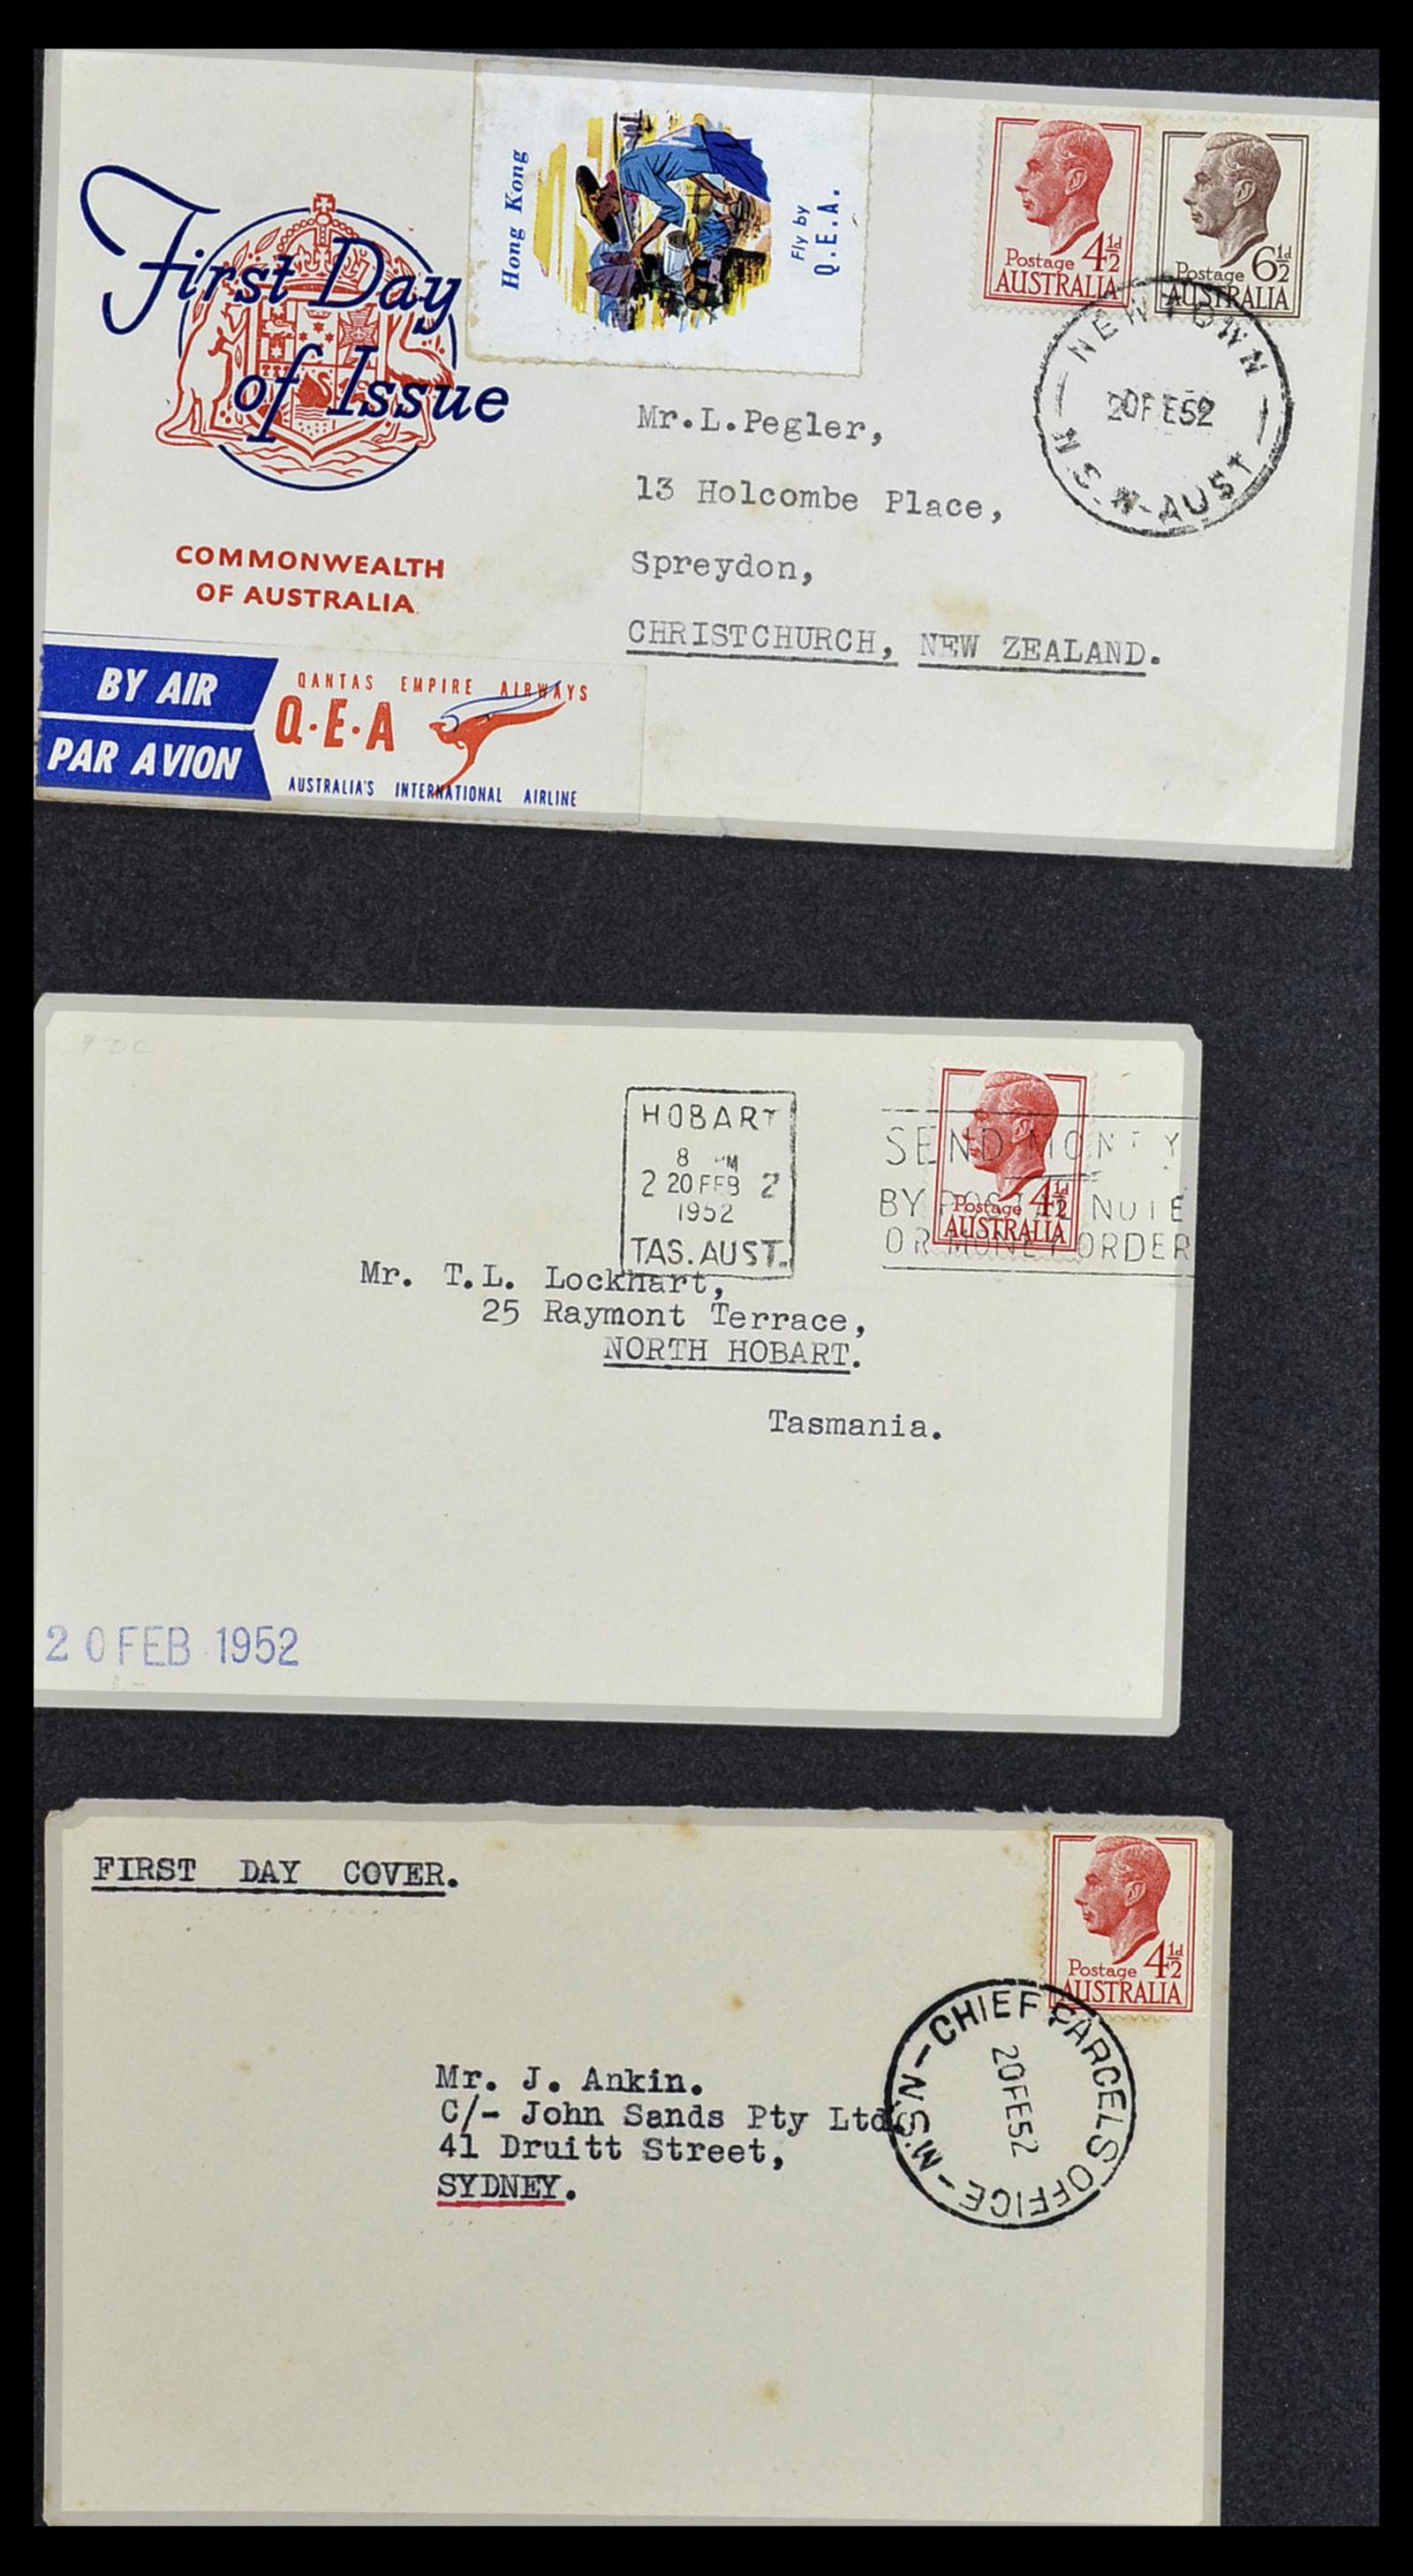 First Day
of Issue
COMMONWEALTH
OF AUSTRALIA
Hong Kong
Fly by
Q.E.A.
Postage 4½d
AUSTRALIA
Postage 6½d
AUSTRALIA
NEWTOWN
20FE52
N.S.W-AUST
Mr.L.Pegler,
13 Holcombe Place,
Spreydon,
CHRISTCHURCH, NEW ZEALAND.
BY AIR
PAR AVION
QANTAS EMPIRE AIRWAYS
Q.E.A
AUSTRALIA'S INTERNATIONAL AIRLINE
HOBART
8 PM
2 20 FEB 2
1952
TAS. AUST.
SEND MONEY
BY POSTAL NOTE
OR MONEY ORDER
Postage 4½d
AUSTRALIA
Mr. T.L. Lockhart,
25 Raymont Terrace,
NORTH HOBART.
Tasmania.
20 FEB 1952
FIRST DAY COVER.
Postage 4½d
AUSTRALIA
CHIEF PARCELS OFFICE-
20FE52
Mr. J. Ankin.
C/- John Sands Pty Ltd
41 Druitt Street,
SYDNEY.